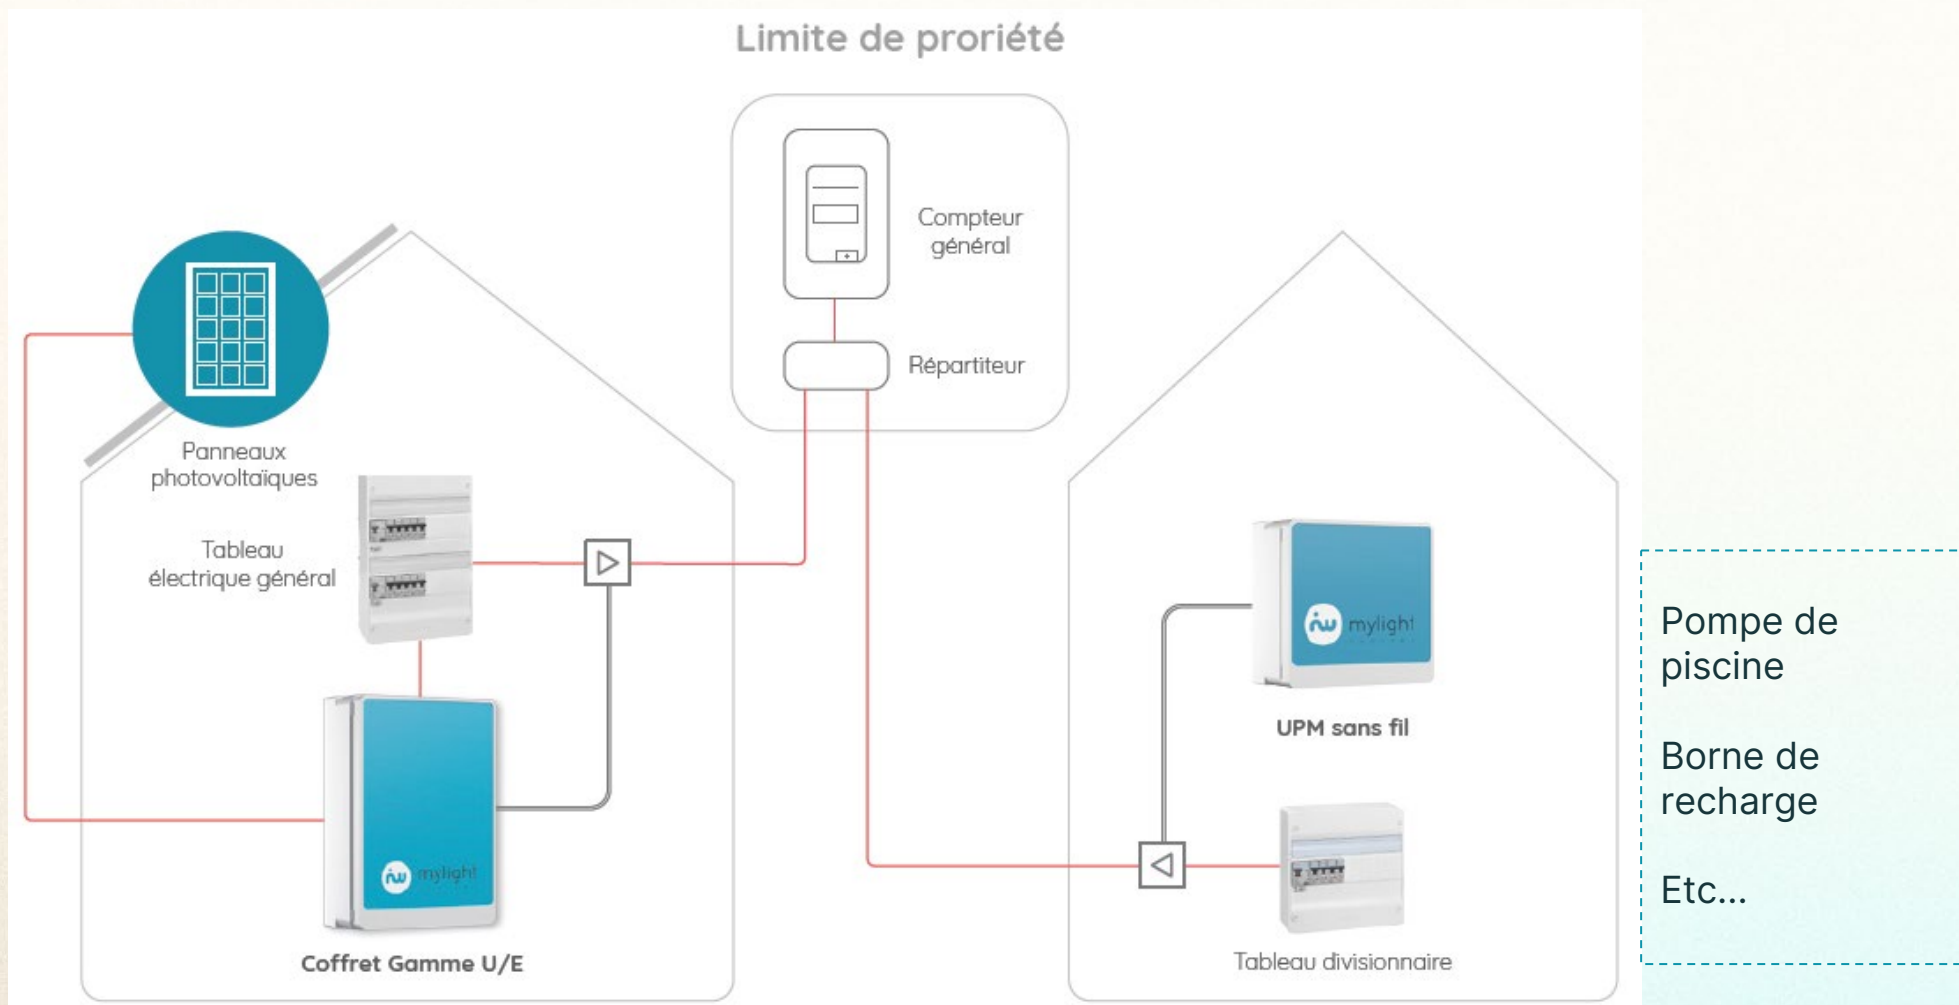 Limite de proriété
Compteur
général
Répartiteur
Panneaux
photovoltaïques
Tableau
électrique général
mylight
Coffret Gamme U/E
mylight
UPM sans fil
Tableau divisionnaire
Pompe de
piscine
Borne de
recharge
Etc...